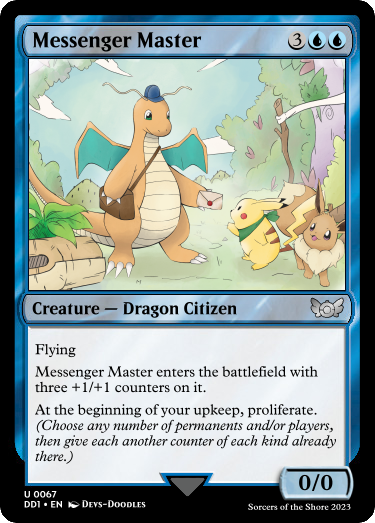 Messenger Master 3
Creature — Dragon Citizen
Flying
Messenger Master enters the battlefield with
three +1/+1 counters on it.
At the beginning of your upkeep, proliferate.
(Choose any number of permanents and/or players,
then give each another counter of each kind already
there.)
0/0
U 0067
DD1 • EN Devs-Doodles
Sorcers of the Shore 2023